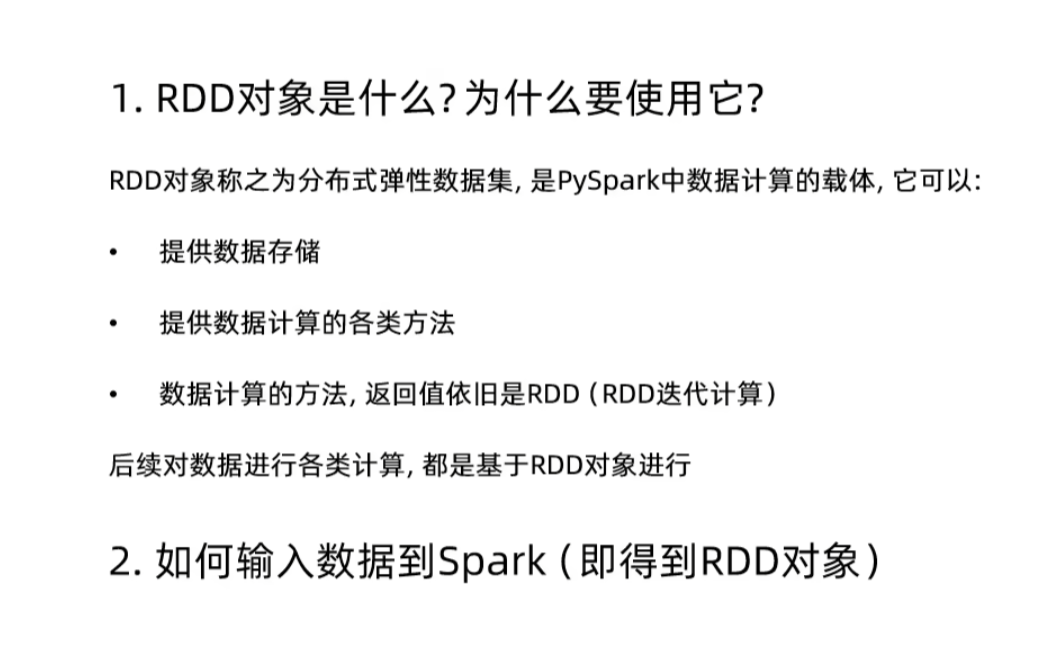 1. RDD对象是什么?为什么要使用它?
RDD对象称之为分布式弹性数据集, 是PySpark中数据计算的载体, 它可以:
• 提供数据存储
• 提供数据计算的各类方法
• 数据计算的方法, 返回值依旧是RDD (RDD迭代计算)
后续对数据进行各类计算, 都是基于RDD对象进行
2. 如何输入数据到Spark (即得到RDD对象)